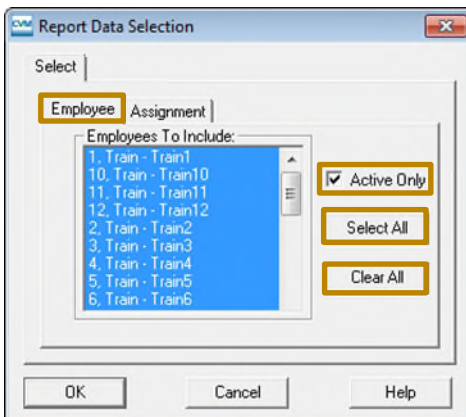 CVM Report Data Selection
Select
Employee Assignment
Employees To Include:
1, Train - Train1
10, Train - Train10
11, Train - Train11
12, Train - Train12
2, Train - Train2
3, Train - Train3
4, Train - Train4
5, Train - Train5
6, Train - Train6
Active Only
Select All
Clear All
OK Cancel Help